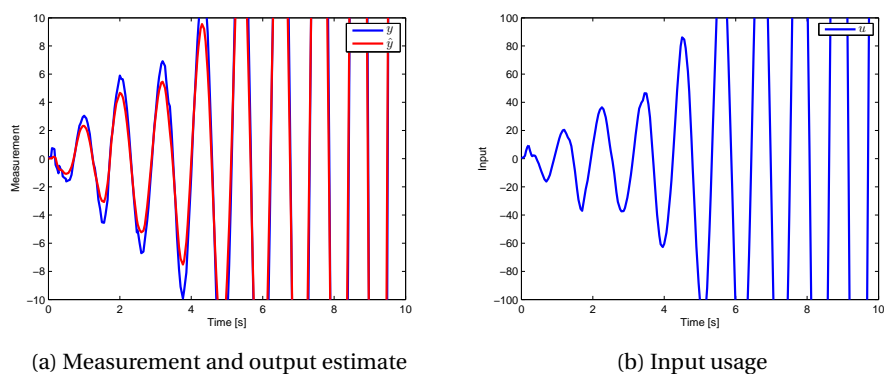 10
8
6
4
2
0
−2
−4
−6
−8
−10
Measurement
0 2 4 6 8 10
Time [s]
y
ŷ
(a) Measurement and output estimate
100
80
60
40
20
0
−20
−40
−60
−80
−100
Input
0 2 4 6 8 10
Time [s]
u
(b) Input usage